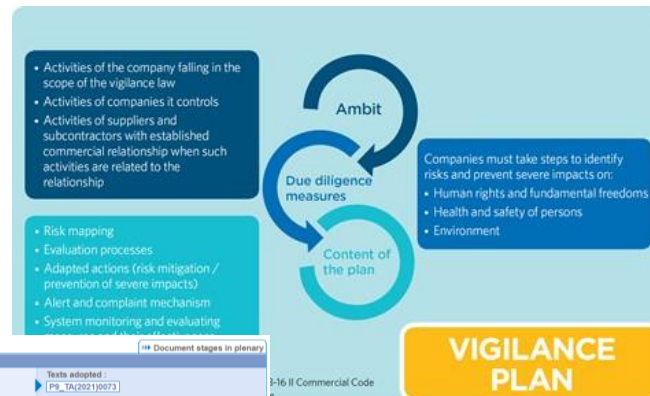 • Activities of the company falling in the
scope of the vigilance law
• Activities of companies it controls
• Activities of suppliers and
subcontractors with established
commercial relationship when such
activities are related to the
relationship
Ambit
Due diligence
measures
Content of
the plan
Companies must take steps to identify
risks and prevent severe impacts on:
• Human rights and fundamental freedoms
• Health and safety of persons
• Environment
• Risk mapping
• Evaluation processes
• Adapted actions (risk mitigation /
prevention of severe impacts)
• Alert and complaint mechanism
• System monitoring and evaluating
Document stages in plenary
Texts adopted :
P9_TA(2021)0073
3-16 II Commercial Code
VIGILANCE
PLAN